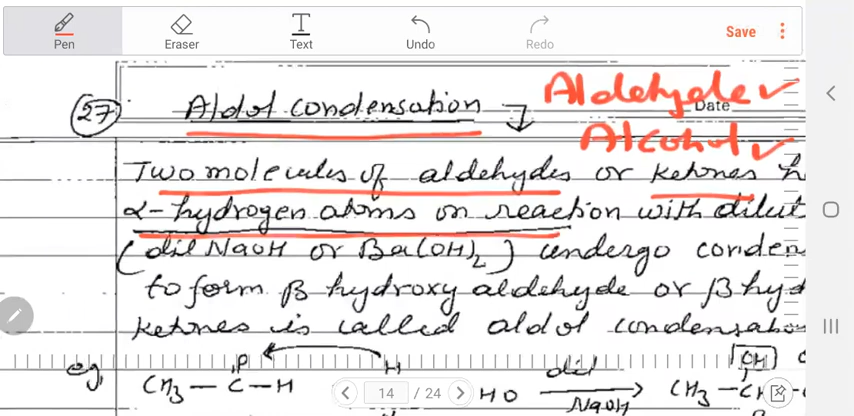 Pen Eraser Text Undo Redo Save
27 Aldol condensation Aldehyde
Date
Alcohol
Two molecules of aldehydes or ketones h
α-hydrogen atoms on reaction with dilut
(dil NaOH or Ba(OH)2) undergo conden
to form β hydroxy aldehyde or β hyd
ketones is called aldol condensatio
eg, CH3 - C - H H HO dil NaOH CH3 - C OH
14 / 24